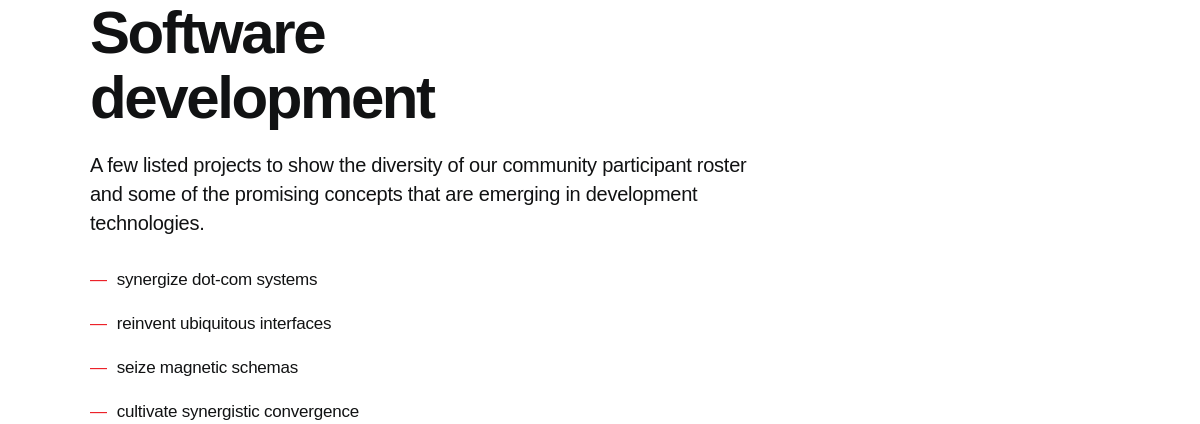 Software
development
A few listed projects to show the diversity of our community participant roster
and some of the promising concepts that are emerging in development
technologies.
— synergize dot-com systems
— reinvent ubiquitous interfaces
— seize magnetic schemas
— cultivate synergistic convergence